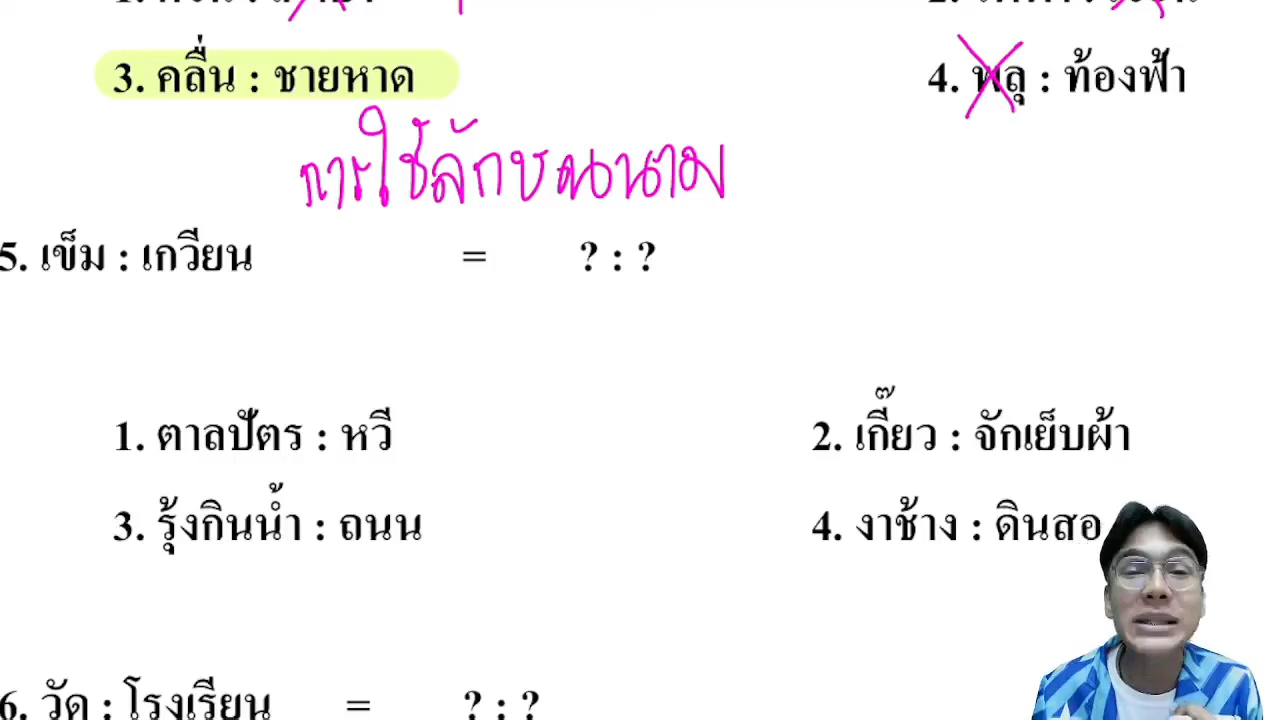 3. คลื่น : ชายหาด
4. พลุ : ท้องฟ้า
การใช้ลักษณนาม
5. เข็ม : เกวียน = ? : ?
1. ตาลปัตร : หวี
2. เกี๊ยว : จักเย็บผ้า
3. รุ้งกินน้ำ : ถนน
4. งาช้าง : ดินสอ
6. วัด : โรงเรียน = ? : ?